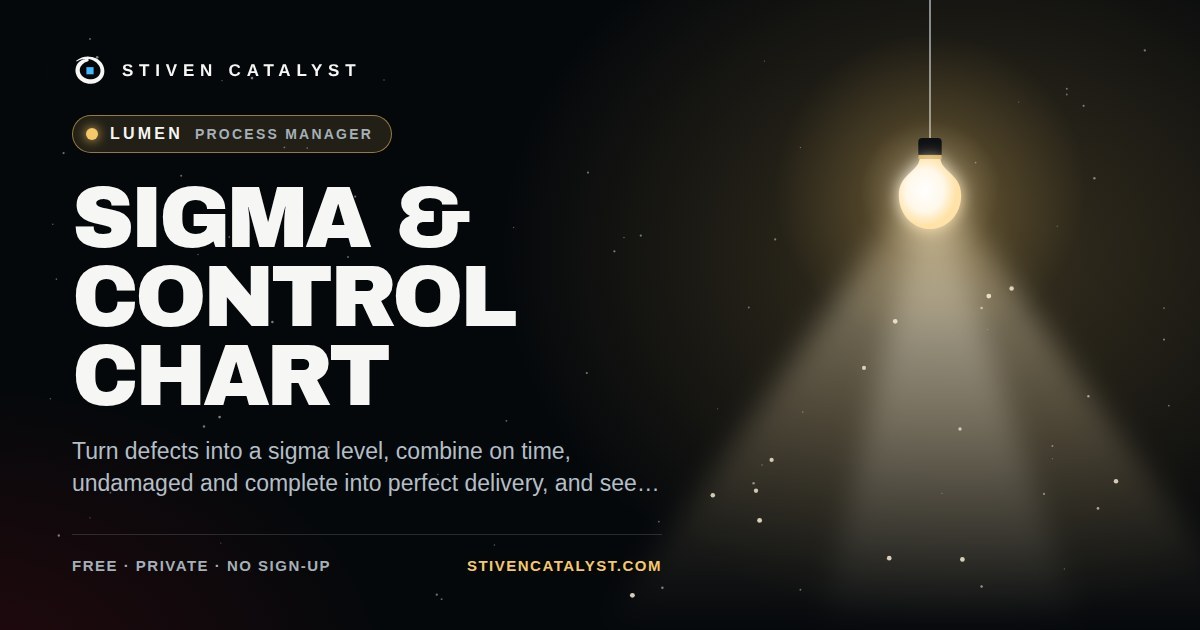 STIVEN CATALYST
LUMEN PROCESS MANAGER
SIGMA &
CONTROL
CHART
Turn defects into a sigma level, combine on time,
undamaged and complete into perfect delivery, and see…
FREE · PRIVATE · NO SIGN-UP
STIVENCATALYST.COM